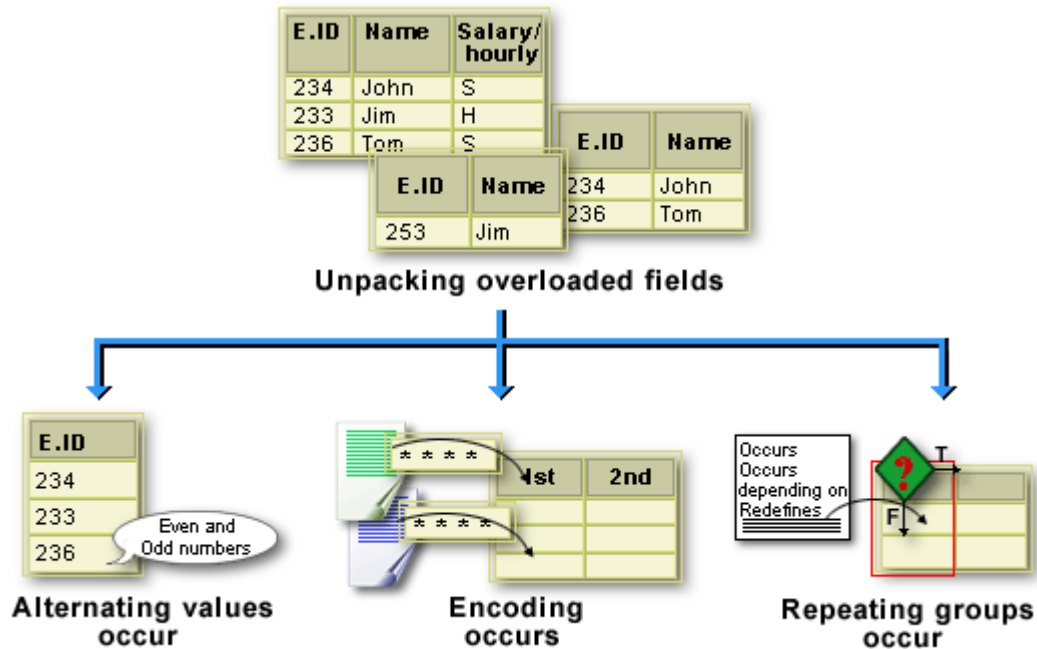 E.ID Name Salary/
hourly
234 John S
233 Jim H
236 Tom S
E.ID Name
234 John
236 Tom
E.ID Name
253 Jim
Unpacking overloaded fields
E.ID
234
233
236
Even and
Odd numbers
Alternating values
occur
* * * *
* * * *
1st 2nd
Encoding
occurs
Occurs
Occurs
depending on
Redefines
?
T
F
Repeating groups
occur